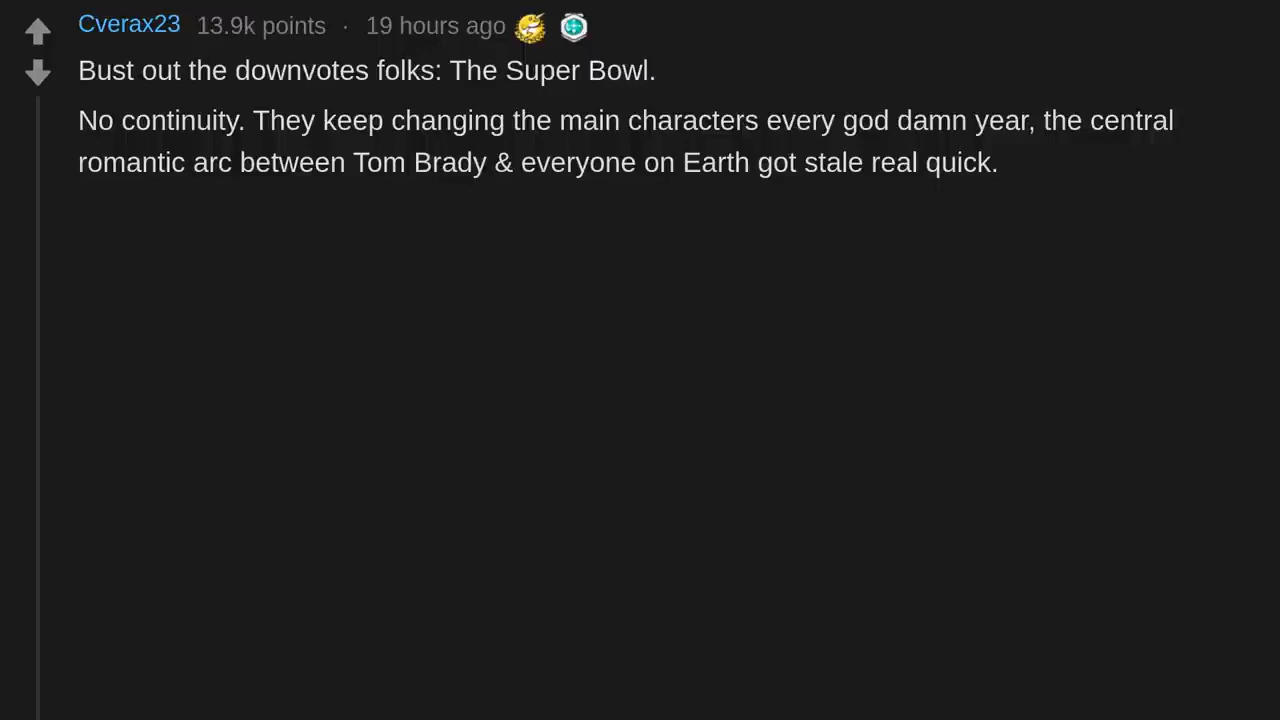 Cverax23 13.9k points · 19 hours ago
Bust out the downvotes folks: The Super Bowl.
No continuity. They keep changing the main characters every god damn year, the central
romantic arc between Tom Brady & everyone on Earth got stale real quick.